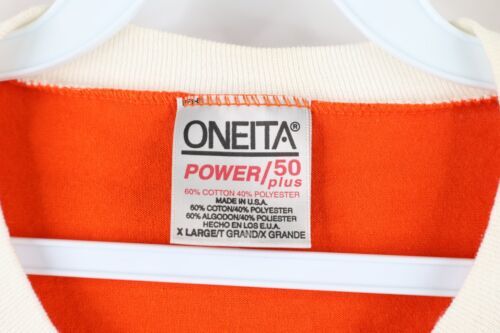 ONEITA®
POWER/50 plus
60% COTTON 40% POLYESTER
MADE IN U.S.A.
60% COTON/40% POLYESTER
60% ALGODON/40% POLYESTER
HECHO EN LOS E.U.A.
X LARGE/T GRAND/X GRANDE